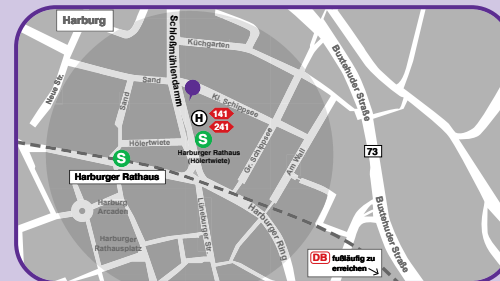 Harburg
Schloßmühlendamm
Küchgarten
Neue Str.
Sand
Sand
Kl. Schippsee
H
141
241
S
Harburger Rathaus
(Hölertwiete)
Hölertwiete
S
Harburger Rathaus
Gr. Schippsee
Am Wall
Buxtehuder Straße
73
Harburg
Arcaden
Harburger
Rathausplatz
Lüneburger Str.
Harburger Ring
Buxtehuder Straße
DB fußläufig zu
erreichen